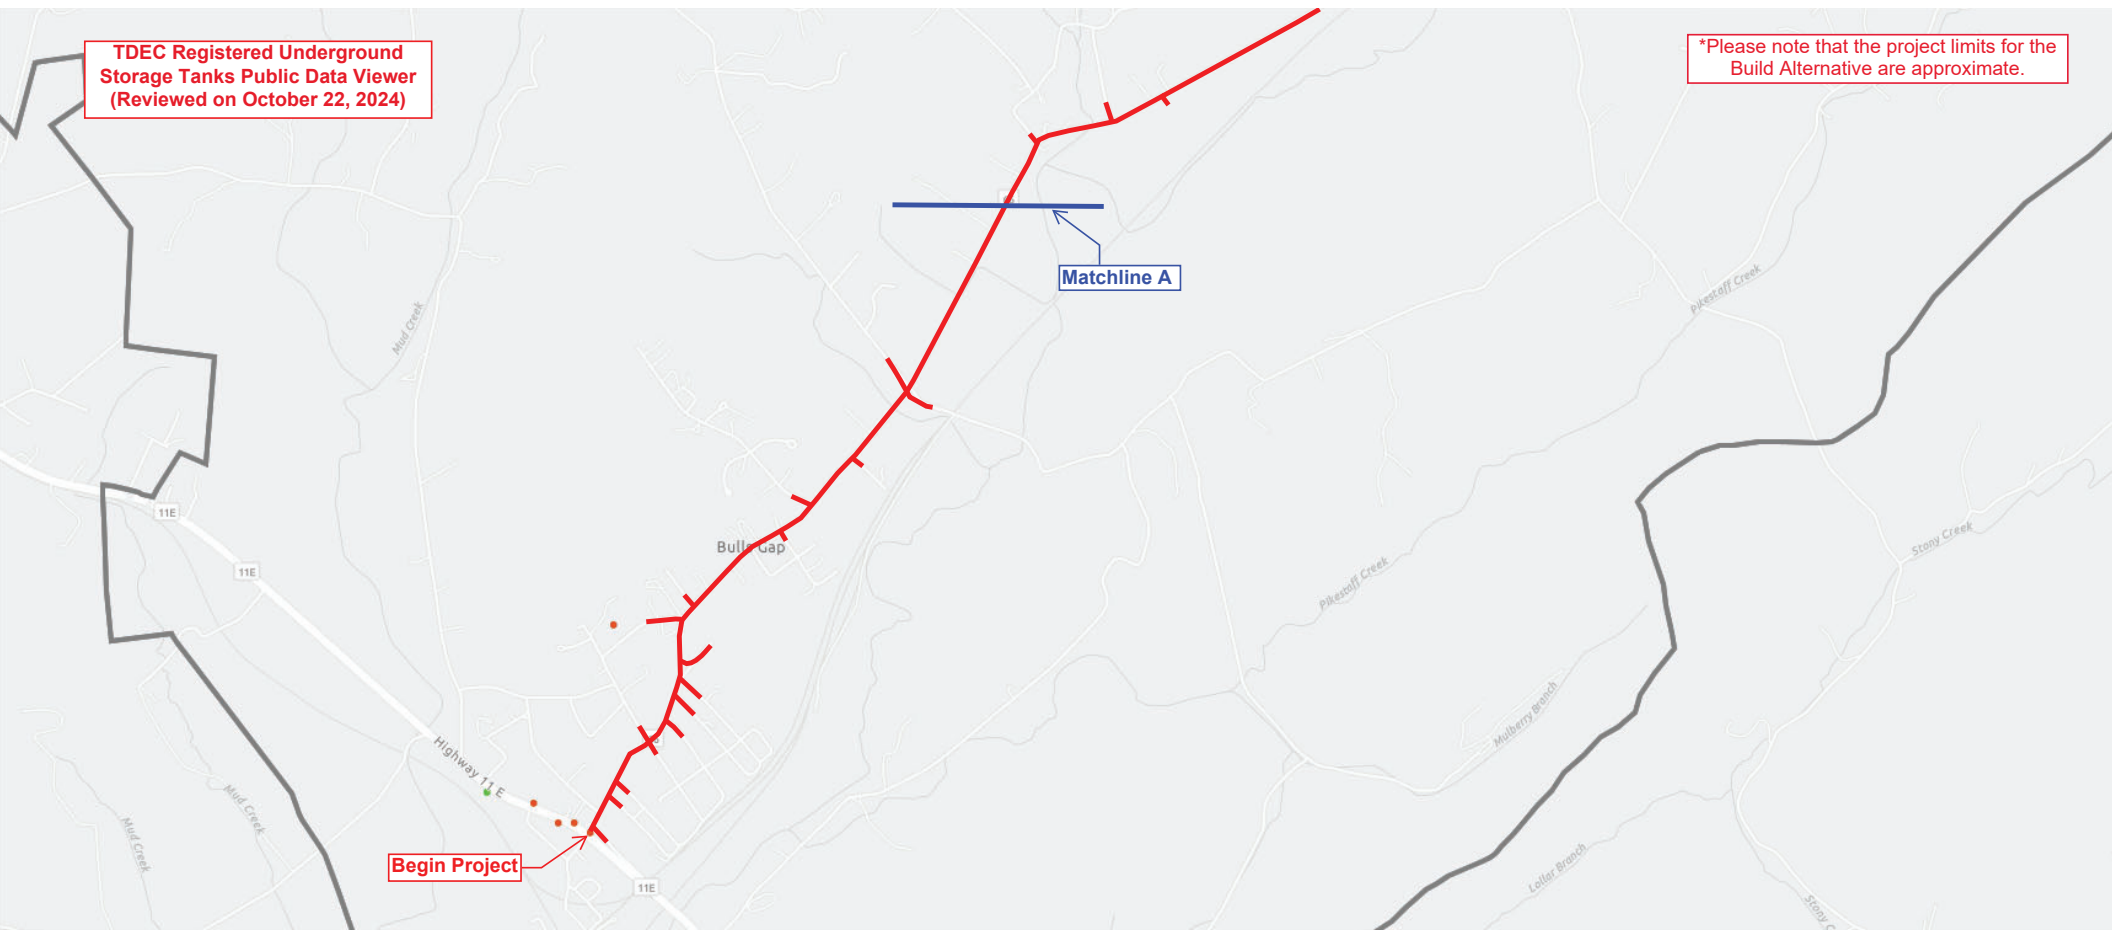 TDEC Registered Underground
Storage Tanks Public Data Viewer
(Reviewed on October 22, 2024)
*Please note that the project limits for the
Build Alternative are approximate.
Matchline A
Pikestaff Creek
Mud Creek
11E
11E
Bulls Gap
Stony Creek
Pikestaff Creek
Mulberry Branch
Highway 11 E
Mud Creek
Mud Creek
Begin Project
11E
Lollar Branch
Stony C